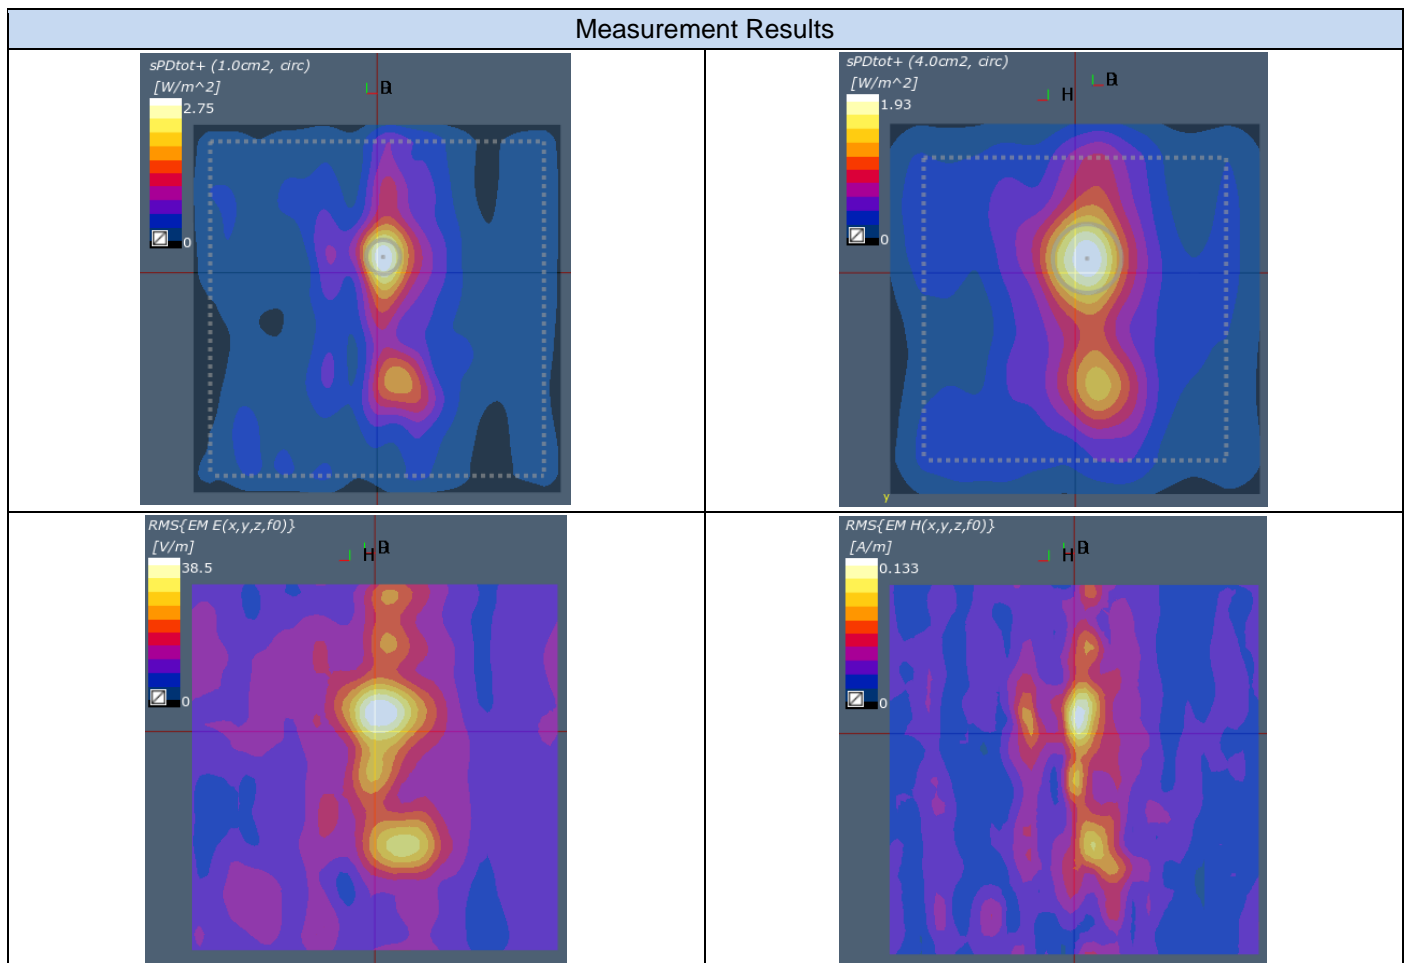 Measurement Results
sPDtot+ (1.0cm2, circ)
[W/m^2]
2.75
0
sPDtot+ (4.0cm2, circ)
[W/m^2]
H
1.93
0
y
RMS{EM E(x,y,z,f0)}
[V/m]
H
38.5
0
RMS{EM H(x,y,z,f0)}
[A/m]
H
0.133
0